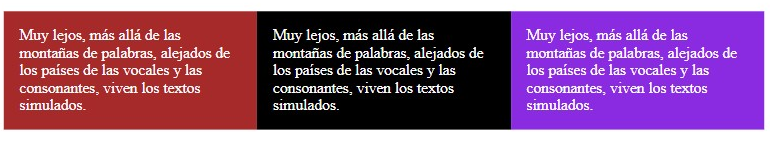 Muy lejos, más allá de las
montañas de palabras, alejados de
los países de las vocales y las
consonantes, viven los textos
simulados.
Muy lejos, más allá de las
montañas de palabras, alejados de
los países de las vocales y las
consonantes, viven los textos
simulados.
Muy lejos, más allá de las
montañas de palabras, alejados de
los países de las vocales y las
consonantes, viven los textos
simulados.